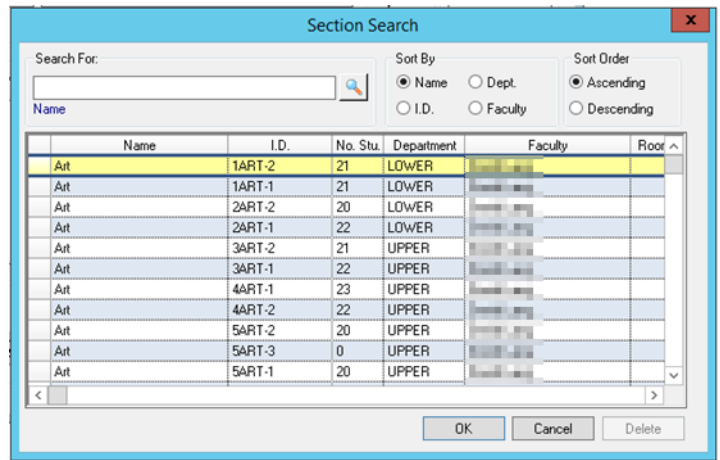 Section Search
x
Search For:
Name
Sort By
Name Dept.
I.D. Faculty
Sort Order
Ascending
Descending
Name I.D. No. Stu. Department Faculty Roor
Art 1ART-2 21 LOWER
Art 1ART-1 21 LOWER
Art 2ART-2 20 LOWER
Art 2ART-1 22 LOWER
Art 3ART-2 21 UPPER
Art 3ART-1 22 UPPER
Art 4ART-1 23 UPPER
Art 4ART-2 22 UPPER
Art 5ART-2 20 UPPER
Art 5ART-3 0 UPPER
Art 5ART-1 20 UPPER
OK Cancel Delete